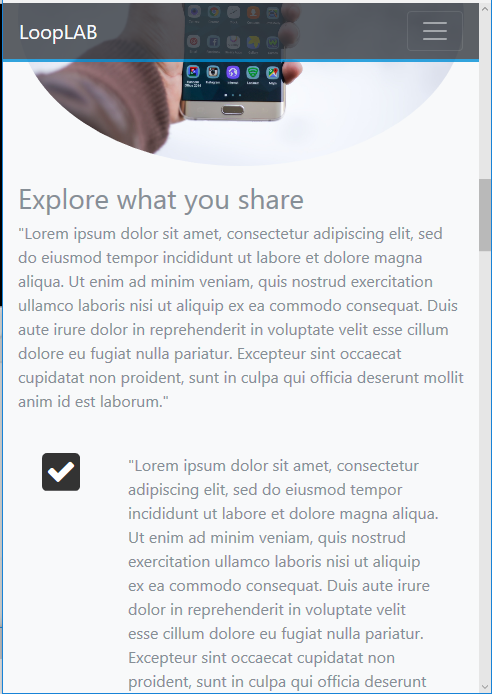 LoopLAB
Explore what you share
"Lorem ipsum dolor sit amet, consectetur adipiscing elit, sed
do eiusmod tempor incididunt ut labore et dolore magna
aliqua. Ut enim ad minim veniam, quis nostrud exercitation
ullamco laboris nisi ut aliquip ex ea commodo consequat. Duis
aute irure dolor in reprehenderit in voluptate velit esse cillum
dolore eu fugiat nulla pariatur. Excepteur sint occaecat
cupidatat non proident, sunt in culpa qui officia deserunt mollit
anim id est laborum."
"Lorem ipsum dolor sit amet, consectetur
adipiscing elit, sed do eiusmod tempor
incididunt ut labore et dolore magna aliqua.
Ut enim ad minim veniam, quis nostrud
exercitation ullamco laboris nisi ut aliquip
ex ea commodo consequat. Duis aute irure
dolor in reprehenderit in voluptate velit
esse cillum dolore eu fugiat nulla pariatur.
Excepteur sint occaecat cupidatat non
proident, sunt in culpa qui officia deserunt